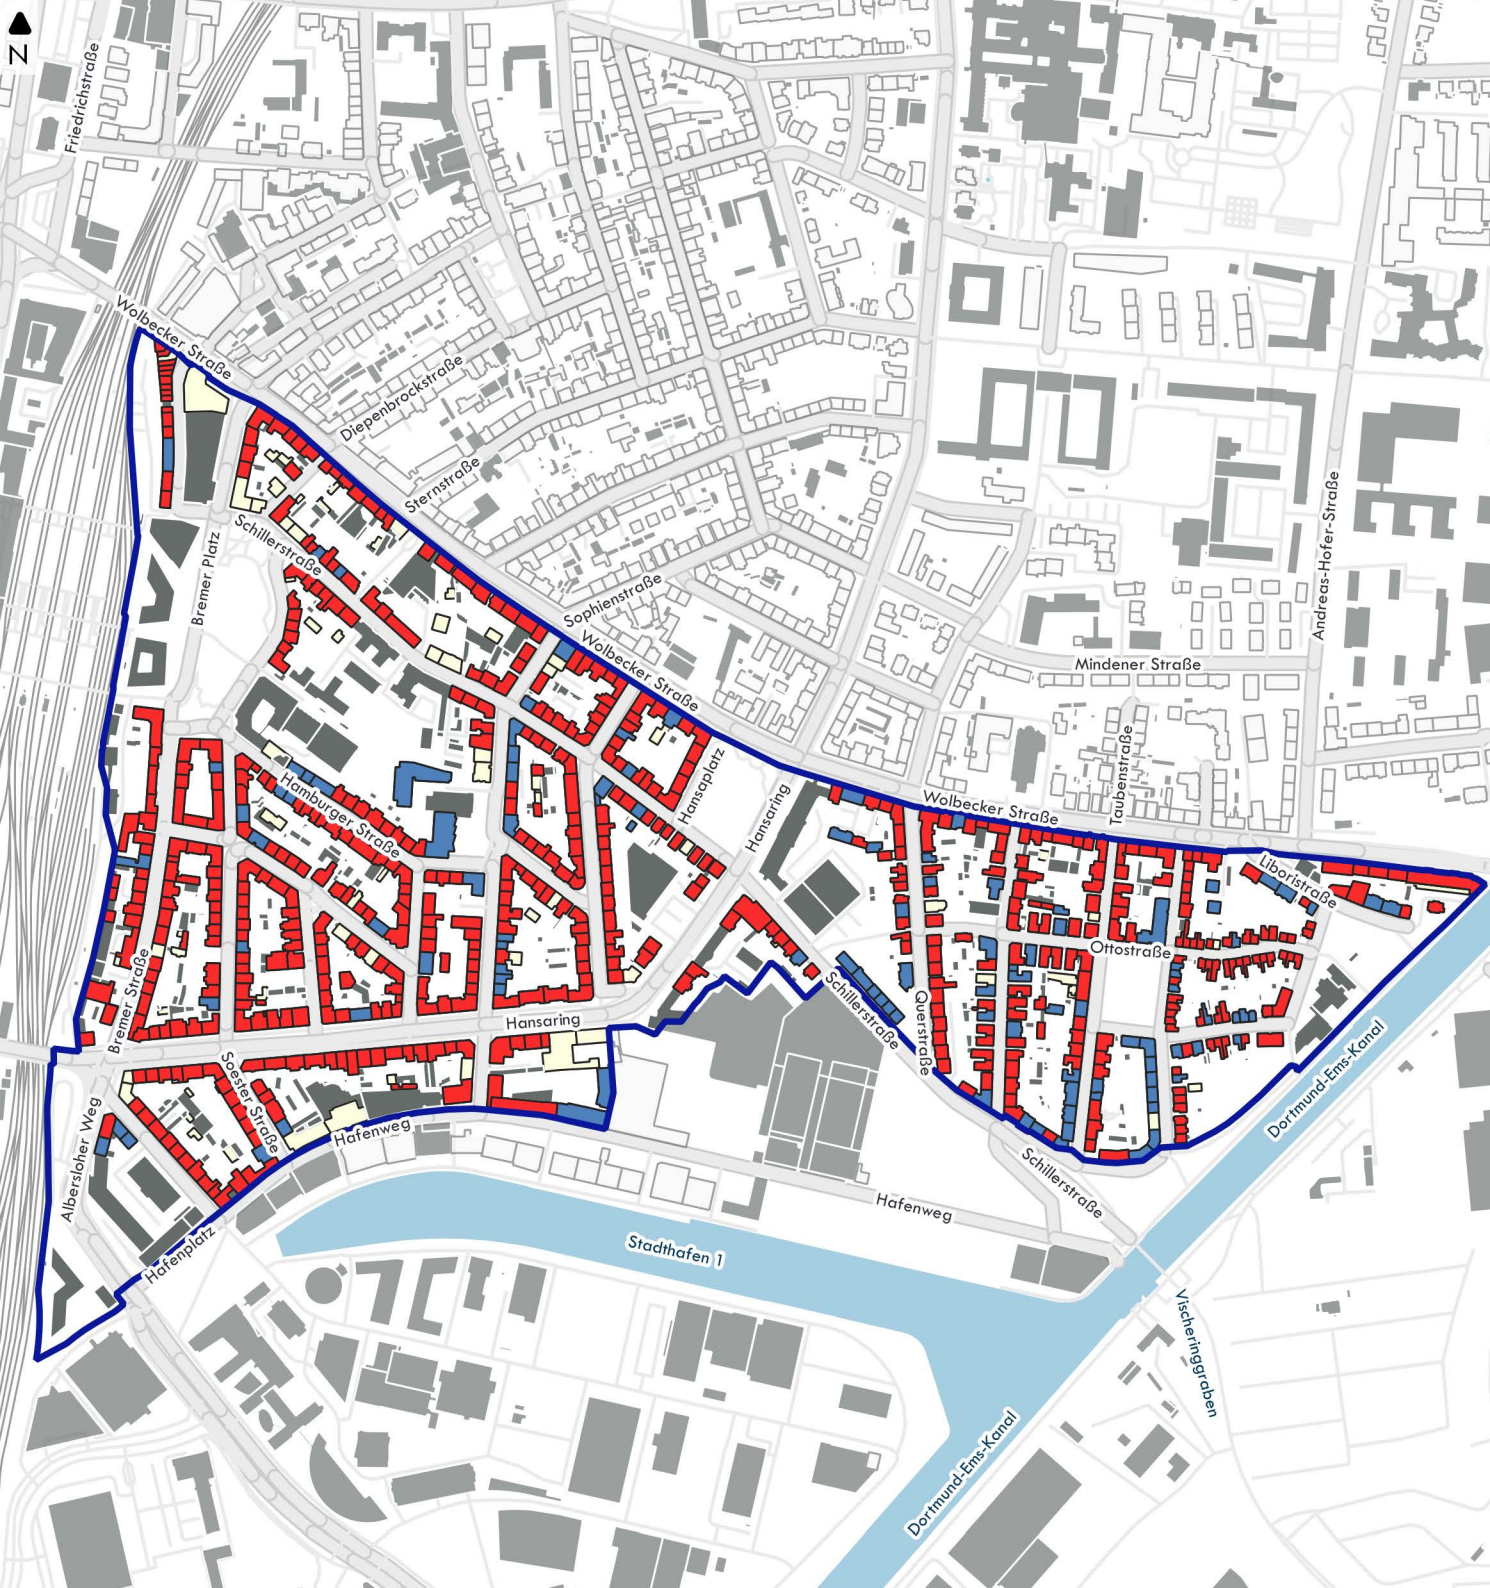 N
Friedrichstraße
Wolbecker Straße
Diepenbrockstraße
Sternstraße
Schillerstraße
Bremer Platz
Sophienstraße
Wolbecker Straße
Andreas-Hofer-Straße
Mindener Straße
Taubenstraße
Hansaplatz
Hansaring
Wolbecker Straße
Hamburger Straße
Liboristraße
Ottostraße
Bremer Straße
Schillerstraße
Querstraße
Hansaring
Soester Straße
Albersloher Weg
Hafenweg
Dortmund-Ems-Kanal
Schillerstraße
Hafenweg
Hafenplatz
Stadthafen 1
Vischeringgraben
Dortmund-Ems-Kanal